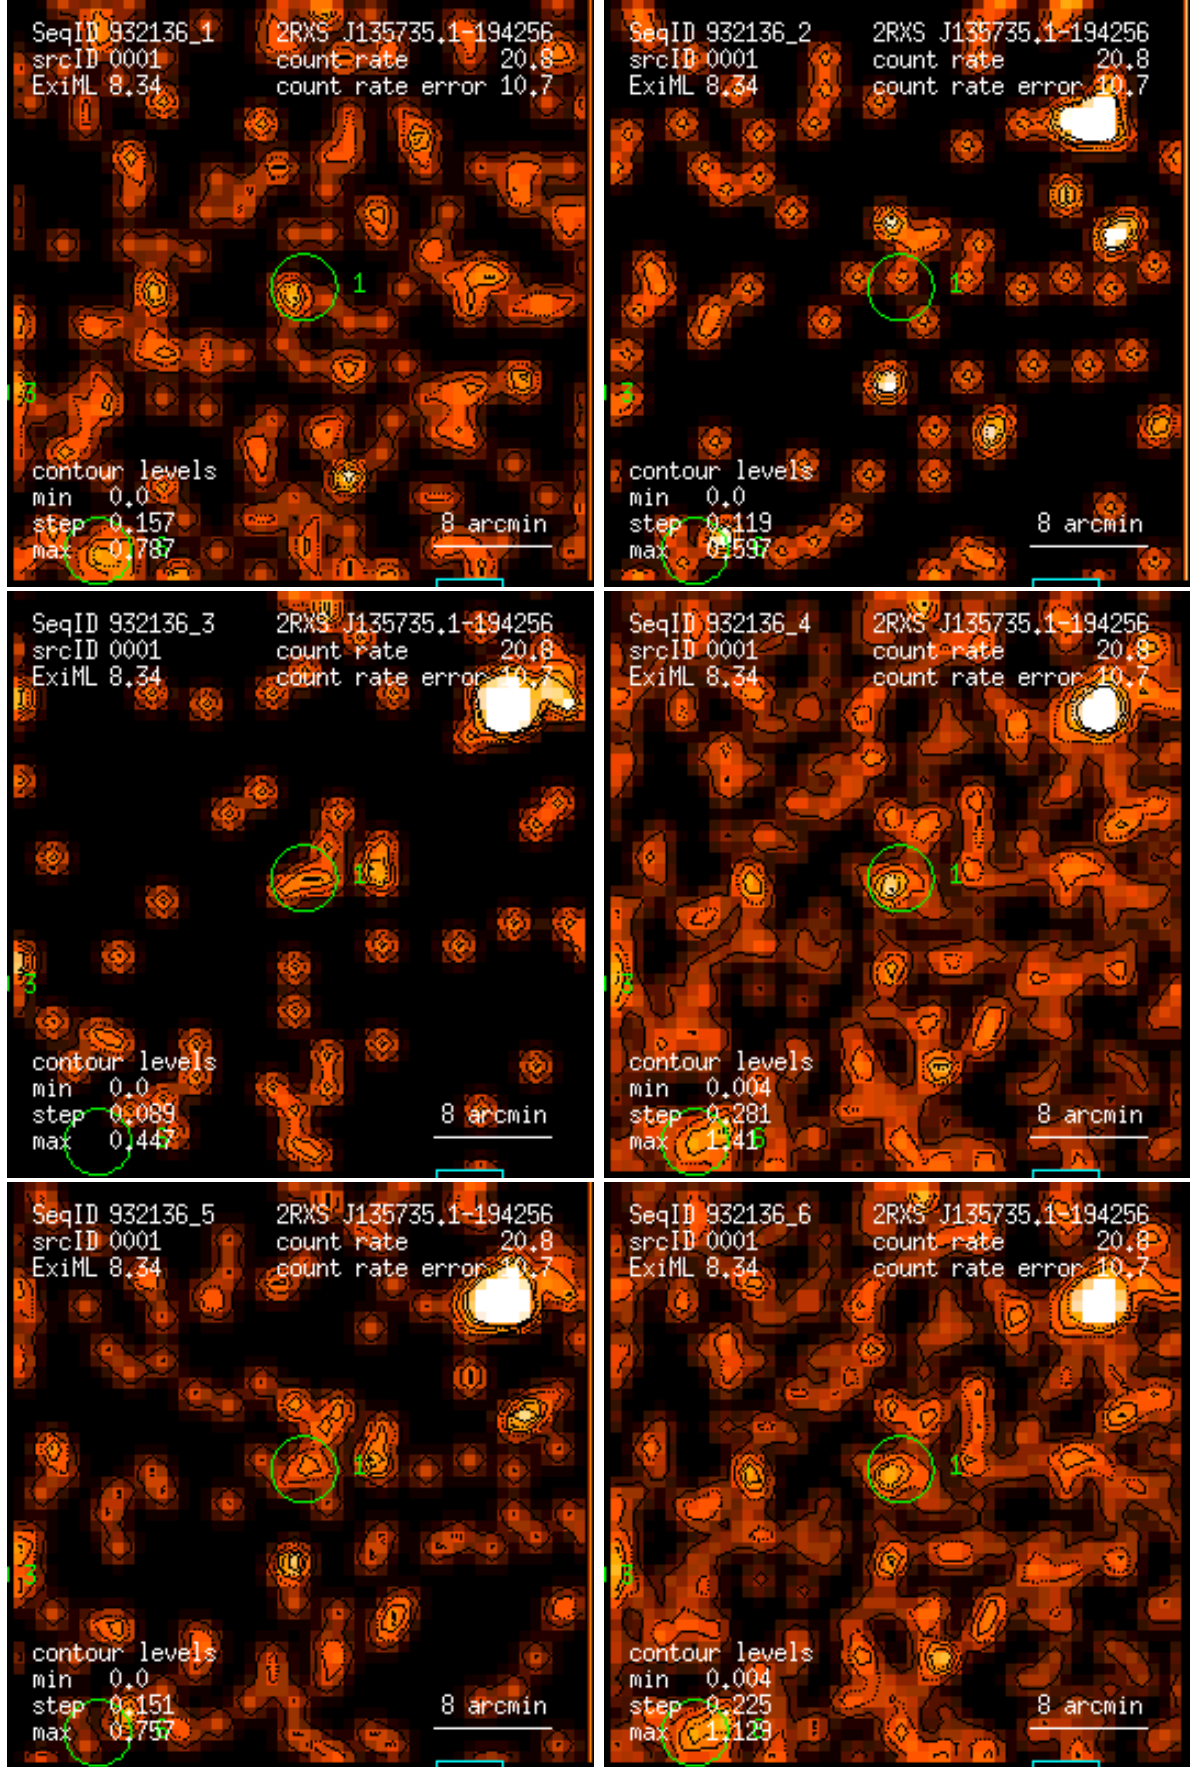 SeqID 932136_1 2RXS J135735.1-194256
srcID 0001 count rate 20.8
ExiML 8.34 count rate error 10.7
1
3
contour levels
min 0.0
step 0.157
max 0.787
8 arcmin
SeqID 932136_2 2RXS J135735.1-194256
srcID 0001 count rate 20.8
ExiML 8.34 count rate error 10.7
1
3
contour levels
min 0.0
step 0.119
max 0.597
8 arcmin
SeqID 932136_3 2RXS J135735.1-194256
srcID 0001 count rate 20.8
ExiML 8.34 count rate error 10.7
1
3
contour levels
min 0.0
step 0.089
max 0.447
8 arcmin
SeqID 932136_4 2RXS J135735.1-194256
srcID 0001 count rate 20.8
ExiML 8.34 count rate error 10.7
1
3
contour levels
min 0.004
step 0.281
max 1.41
8 arcmin
SeqID 932136_5 2RXS J135735.1-194256
srcID 0001 count rate 20.8
ExiML 8.34 count rate error 10.7
1
3
contour levels
min 0.0
step 0.151
max 0.757
8 arcmin
SeqID 932136_6 2RXS J135735.1-194256
srcID 0001 count rate 20.8
ExiML 8.34 count rate error 10.7
1
3
contour levels
min 0.004
step 0.225
max 1.129
8 arcmin